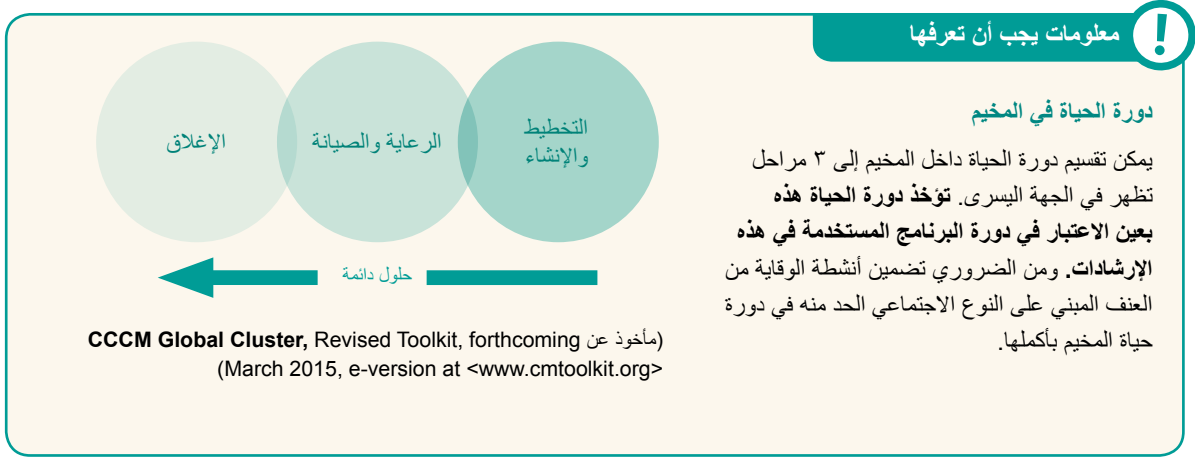 معلومات يجب أن تعرفها
دورة الحياة في المخيم
يمكن تقسيم دورة الحياة داخل المخيم إلى ٣ مراحل
تظهر في الجهة اليسرى. تؤخذ دورة الحياة هذه
بعين الاعتبار في دورة البرنامج المستخدمة في هذه
الإرشادات. ومن الضروري تضمين أنشطة الوقاية من
العنف المبني على النوع الاجتماعي الحد منه في دورة
حياة المخيم بأكملها.
التخطيط
والإنشاء
الرعاية والصيانة
الإغلاق
حلول دائمة
(مأخوذ عن CCCM Global Cluster, Revised Toolkit, forthcoming
(March 2015, e-version at <www.cmtoolkit.org>